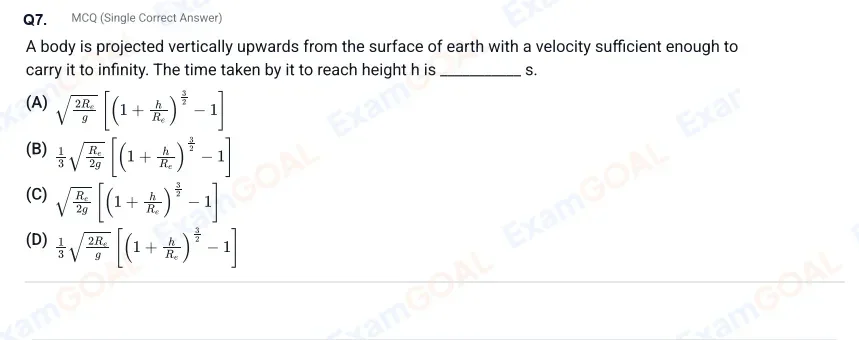 Q7. MCQ (Single Correct Answer)
A body is projected vertically upwards from the surface of earth with a velocity sufficient enough to
carry it to infinity. The time taken by it to reach height h is ________ s.
(A) √(2Rₑ/g) [(1 + h/Rₑ)^(3/2) − 1]
(B) 1/3 √(Rₑ/2g) [(1 + h/Rₑ)^(3/2) − 1]
(C) √(Rₑ/2g) [(1 + h/Rₑ)^(3/2) − 1]
(D) 1/3 √(2Rₑ/g) [(1 + h/Rₑ)^(3/2) − 1]
ExamGOAL